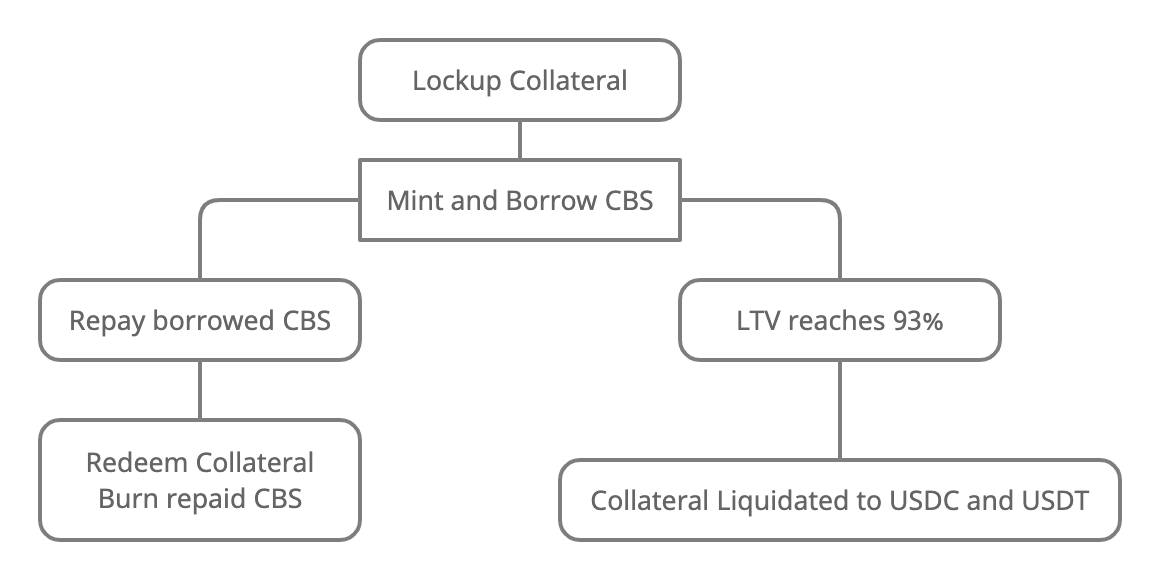 Lockup Collateral
Mint and Borrow CBS
Repay borrowed CBS
LTV reaches 93%
Redeem Collateral
Burn repaid CBS
Collateral Liquidated to USDC and USDT